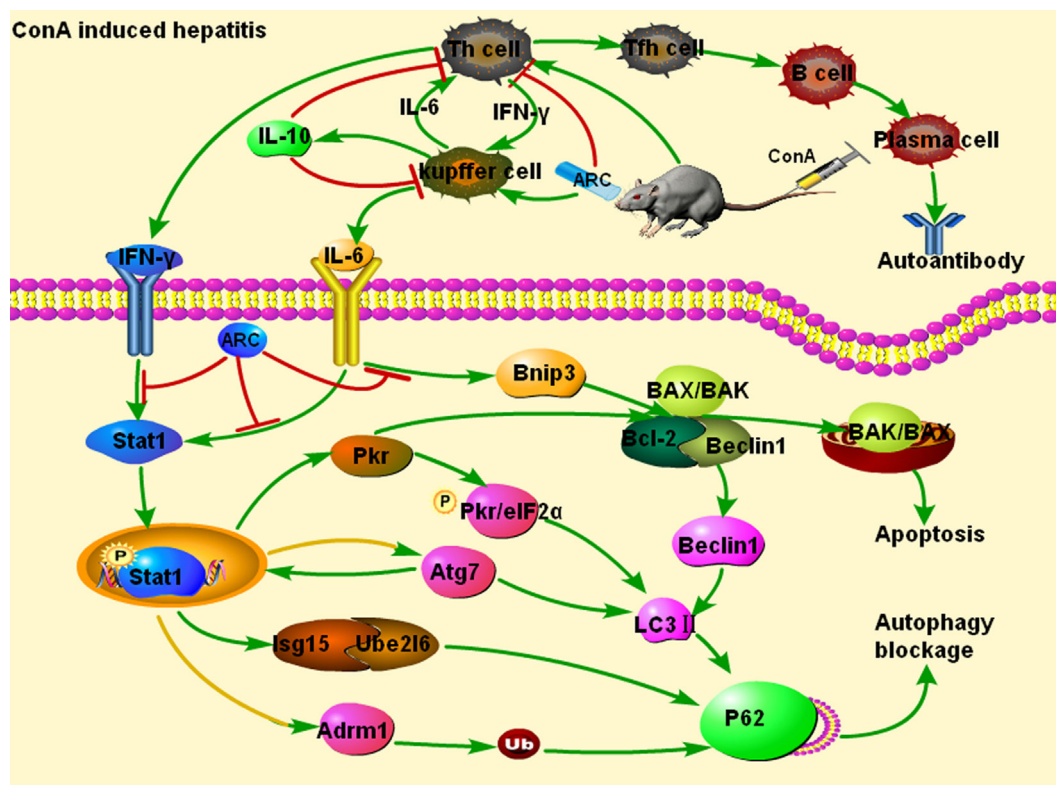 ConA induced hepatitis
Th cell
Tfh cell
B cell
IL-6
IFN-γ
IL-10
Plasma cell
ConA
kupffer cell
ARC
IFN-γ
IL-6
Autoantibody
ARC
Bnip3
BAX/BAK
Stat1
Pkr
Bcl-2
Beclin1
BAK/BAX
P
Pkr/eIF2α
Apoptosis
Beclin1
P
Stat1
Atg7
LC3 II
Autophagy
blockage
Isg15
Ube2l6
P62
Adrm1
Ub